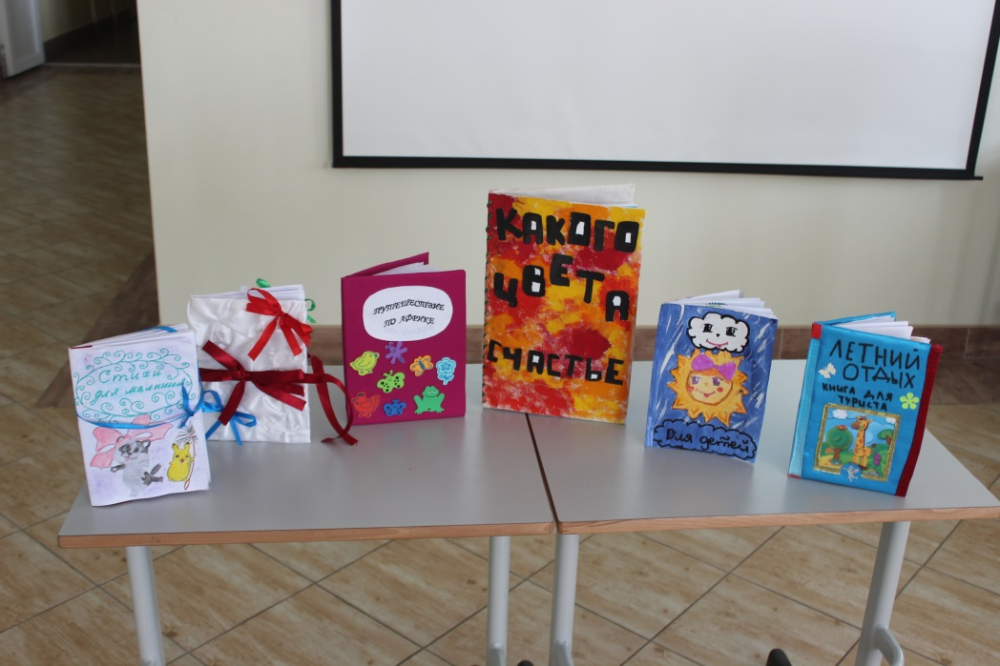 Стихи
для малышей
ПУТЕШЕСТВИЕ
ПО АФРИКЕ
КАКОГО
ЦВЕТА
СЧАСТЬЕ
Для детей
ЛЕТНИЙ
ОТДЫХ
КНИГА ДЛЯ
ТУРИСТА